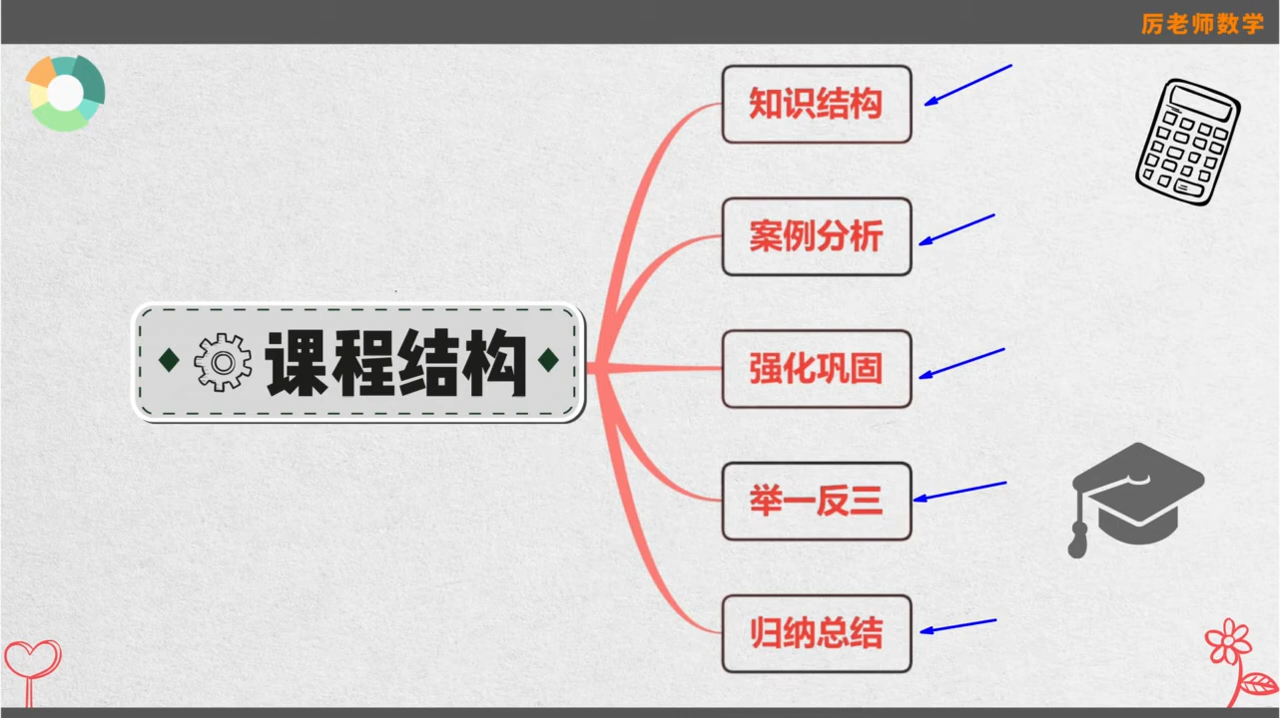 厉老师数学
知识结构
案例分析
课程结构
强化巩固
举一反三
归纳总结